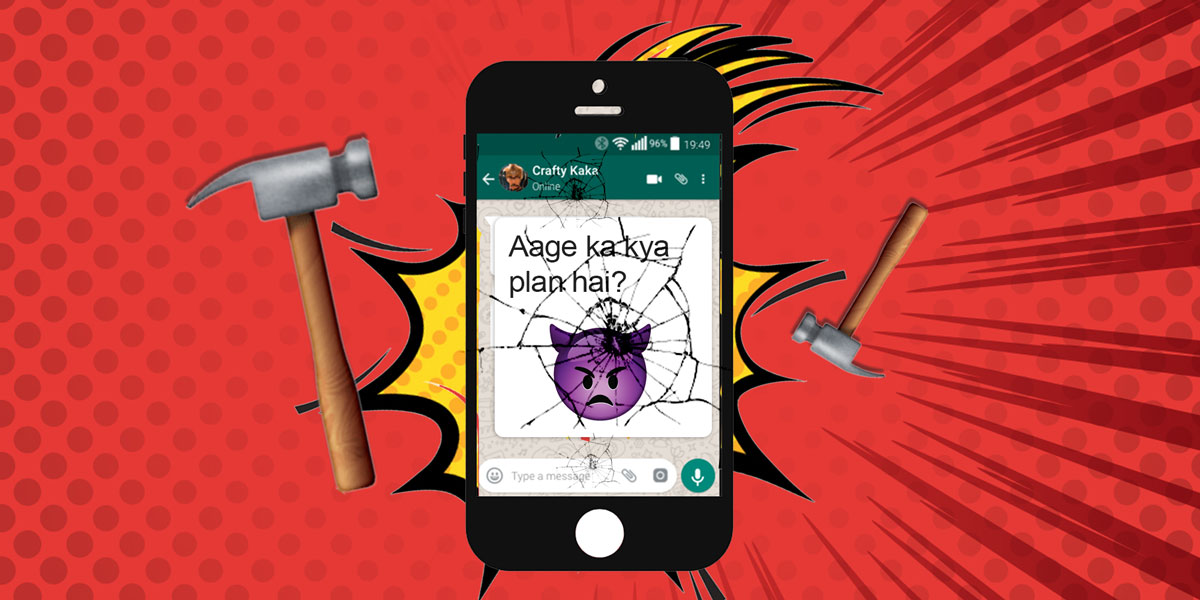 96% 19:49
Crafty Kaka
Online
Aage ka kya
plan hai?
Type a message